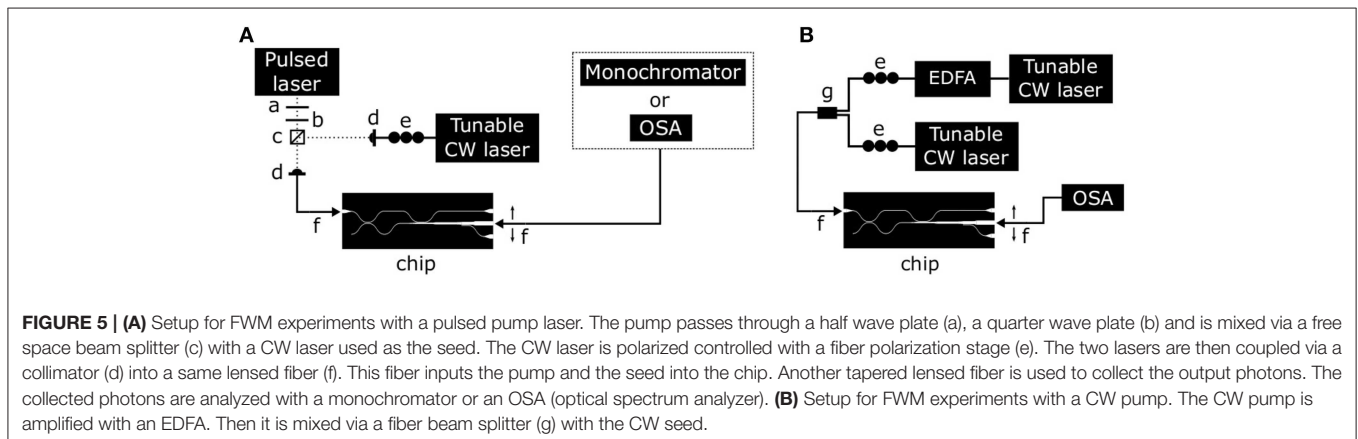 A
Pulsed
laser
a
b
c
d
d
e
Tunable
CW laser
Monochromator
or
OSA
f
f
chip
B
e
EDFA
Tunable
CW laser
g
e
Tunable
CW laser
OSA
f
f
chip
FIGURE 5 | (A) Setup for FWM experiments with a pulsed pump laser. The pump passes through a half wave plate (a), a quarter wave plate (b) and is mixed via a free
space beam splitter (c) with a CW laser used as the seed. The CW laser is polarized controlled with a fiber polarization stage (e). The two lasers are then coupled via a
collimator (d) into a same lensed fiber (f). This fiber inputs the pump and the seed into the chip. Another tapered lensed fiber is used to collect the output photons. The
collected photons are analyzed with a monochromator or an OSA (optical spectrum analyzer). (B) Setup for FWM experiments with a CW pump. The CW pump is
amplified with an EDFA. Then it is mixed via a fiber beam splitter (g) with the CW seed.